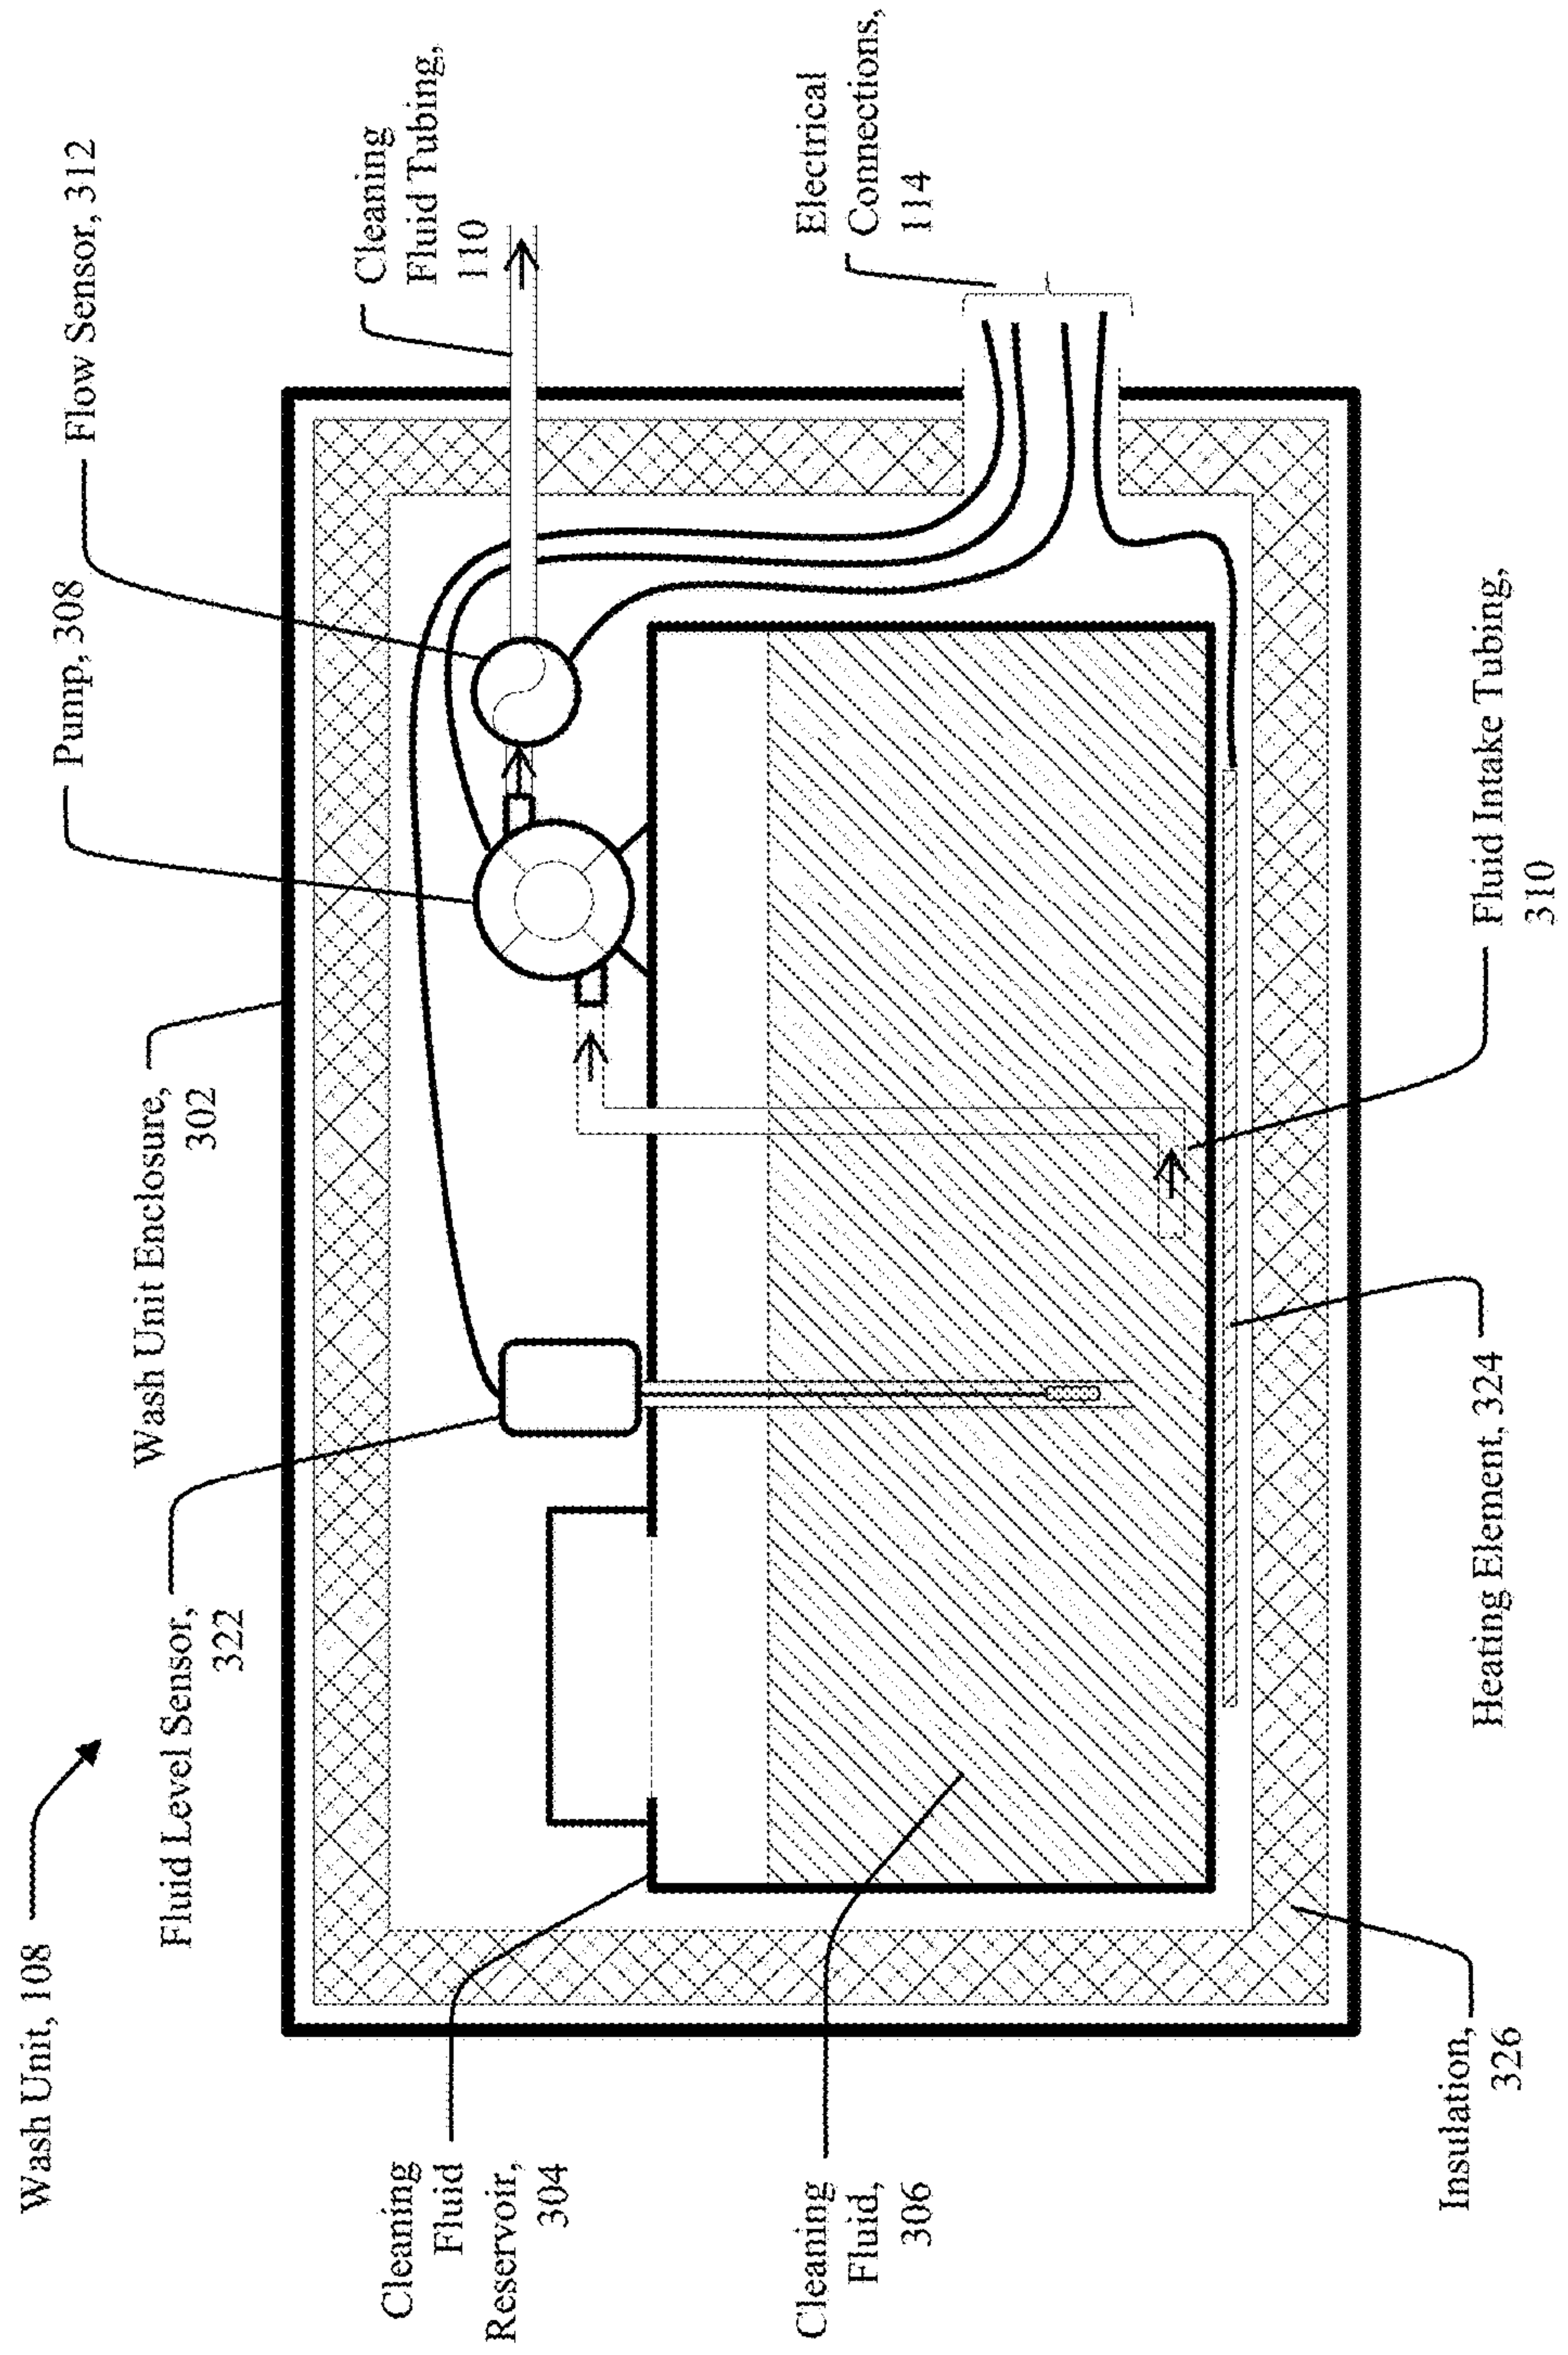 Wash Unit, 108
Fluid Level Sensor,
322
Wash Unit Enclosure,
302
Pump, 308
Flow Sensor, 312
Cleaning
Fluid Tubing,
110
Electrical
Connections,
114
Cleaning
Fluid
Reservoir,
304
Cleaning
Fluid,
306
Insulation,
326
Heating Element, 324
Fluid Intake Tubing,
310